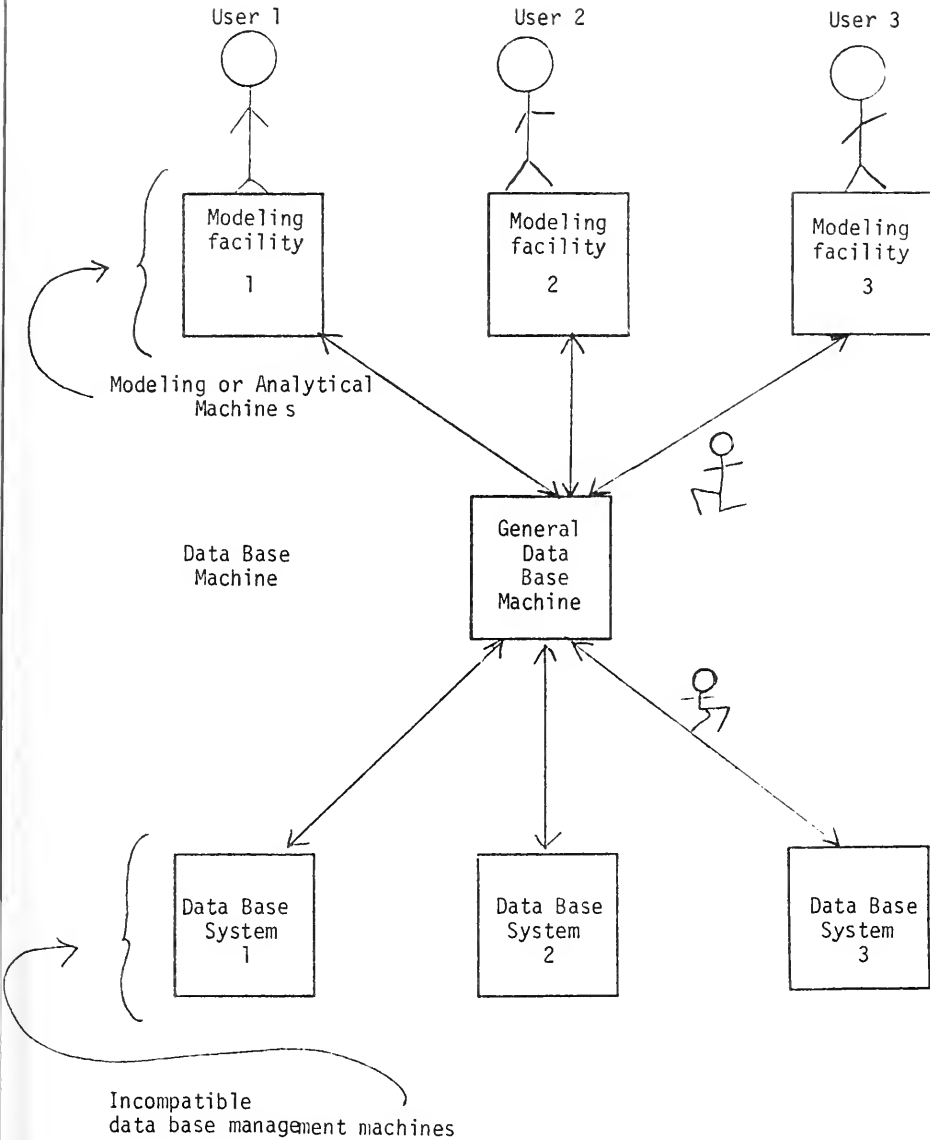 User 1
User 2
User 3
Modeling
facility
1
Modeling
facility
2
Modeling
facility
3
Modeling or Analytical
Machines
Data Base
Machine
General
Data
Base
Machine
Data Base
System
1
Data Base
System
2
Data Base
System
3
Incompatible
data base management machines